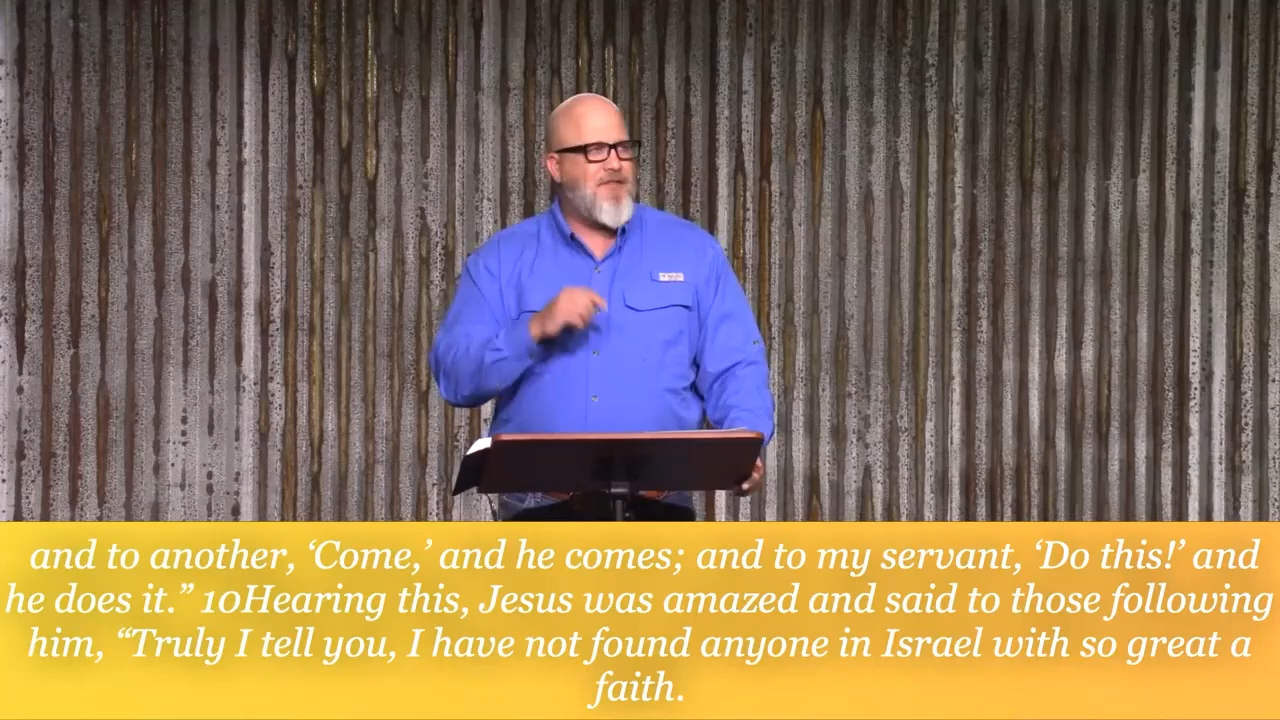 and to another, ‘Come,’ and he comes; and to my servant, ‘Do this!’ and
he does it.” 10Hearing this, Jesus was amazed and said to those following
him, “Truly I tell you, I have not found anyone in Israel with so great a
faith.